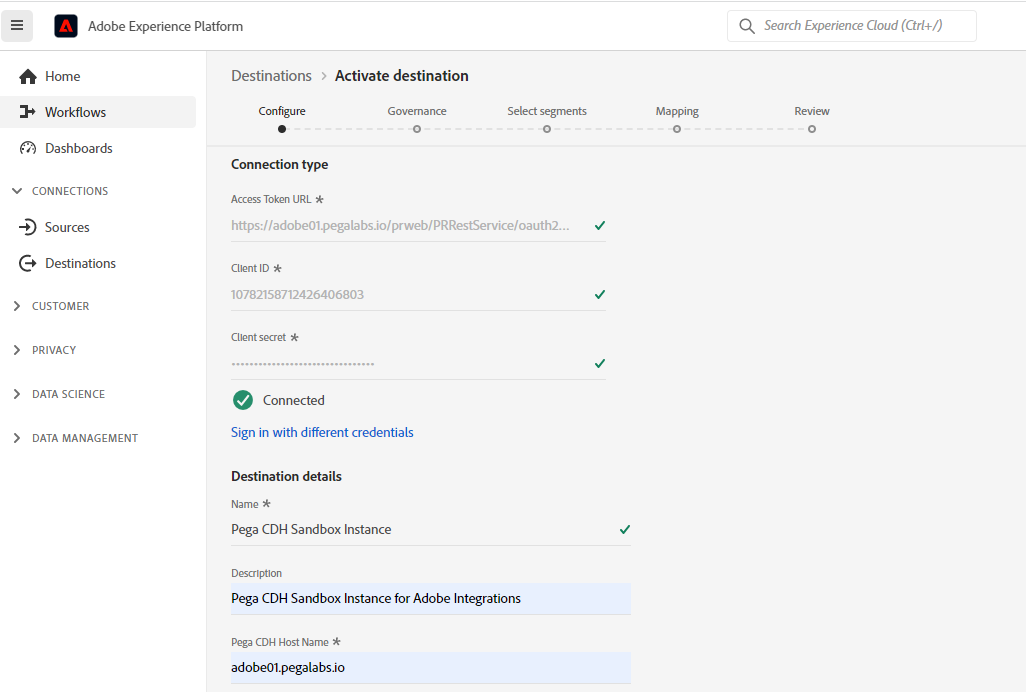 Adobe Experience Platform
Search Experience Cloud (Ctrl+/)
Home
Workflows
Dashboards
CONNECTIONS
Sources
Destinations
CUSTOMER
PRIVACY
DATA SCIENCE
DATA MANAGEMENT
Destinations > Activate destination
Configure Governance Select segments Mapping Review
Connection type
Access Token URL *
https://adobe01.pegalabs.io/prweb/PRRestService/oauth2...
Client ID *
10782158712426406803
Client secret *
••••••••••••••••••••••••••••••••
Connected
Sign in with different credentials
Destination details
Name *
Pega CDH Sandbox Instance
Description
Pega CDH Sandbox Instance for Adobe Integrations
Pega CDH Host Name *
adobe01.pegalabs.io